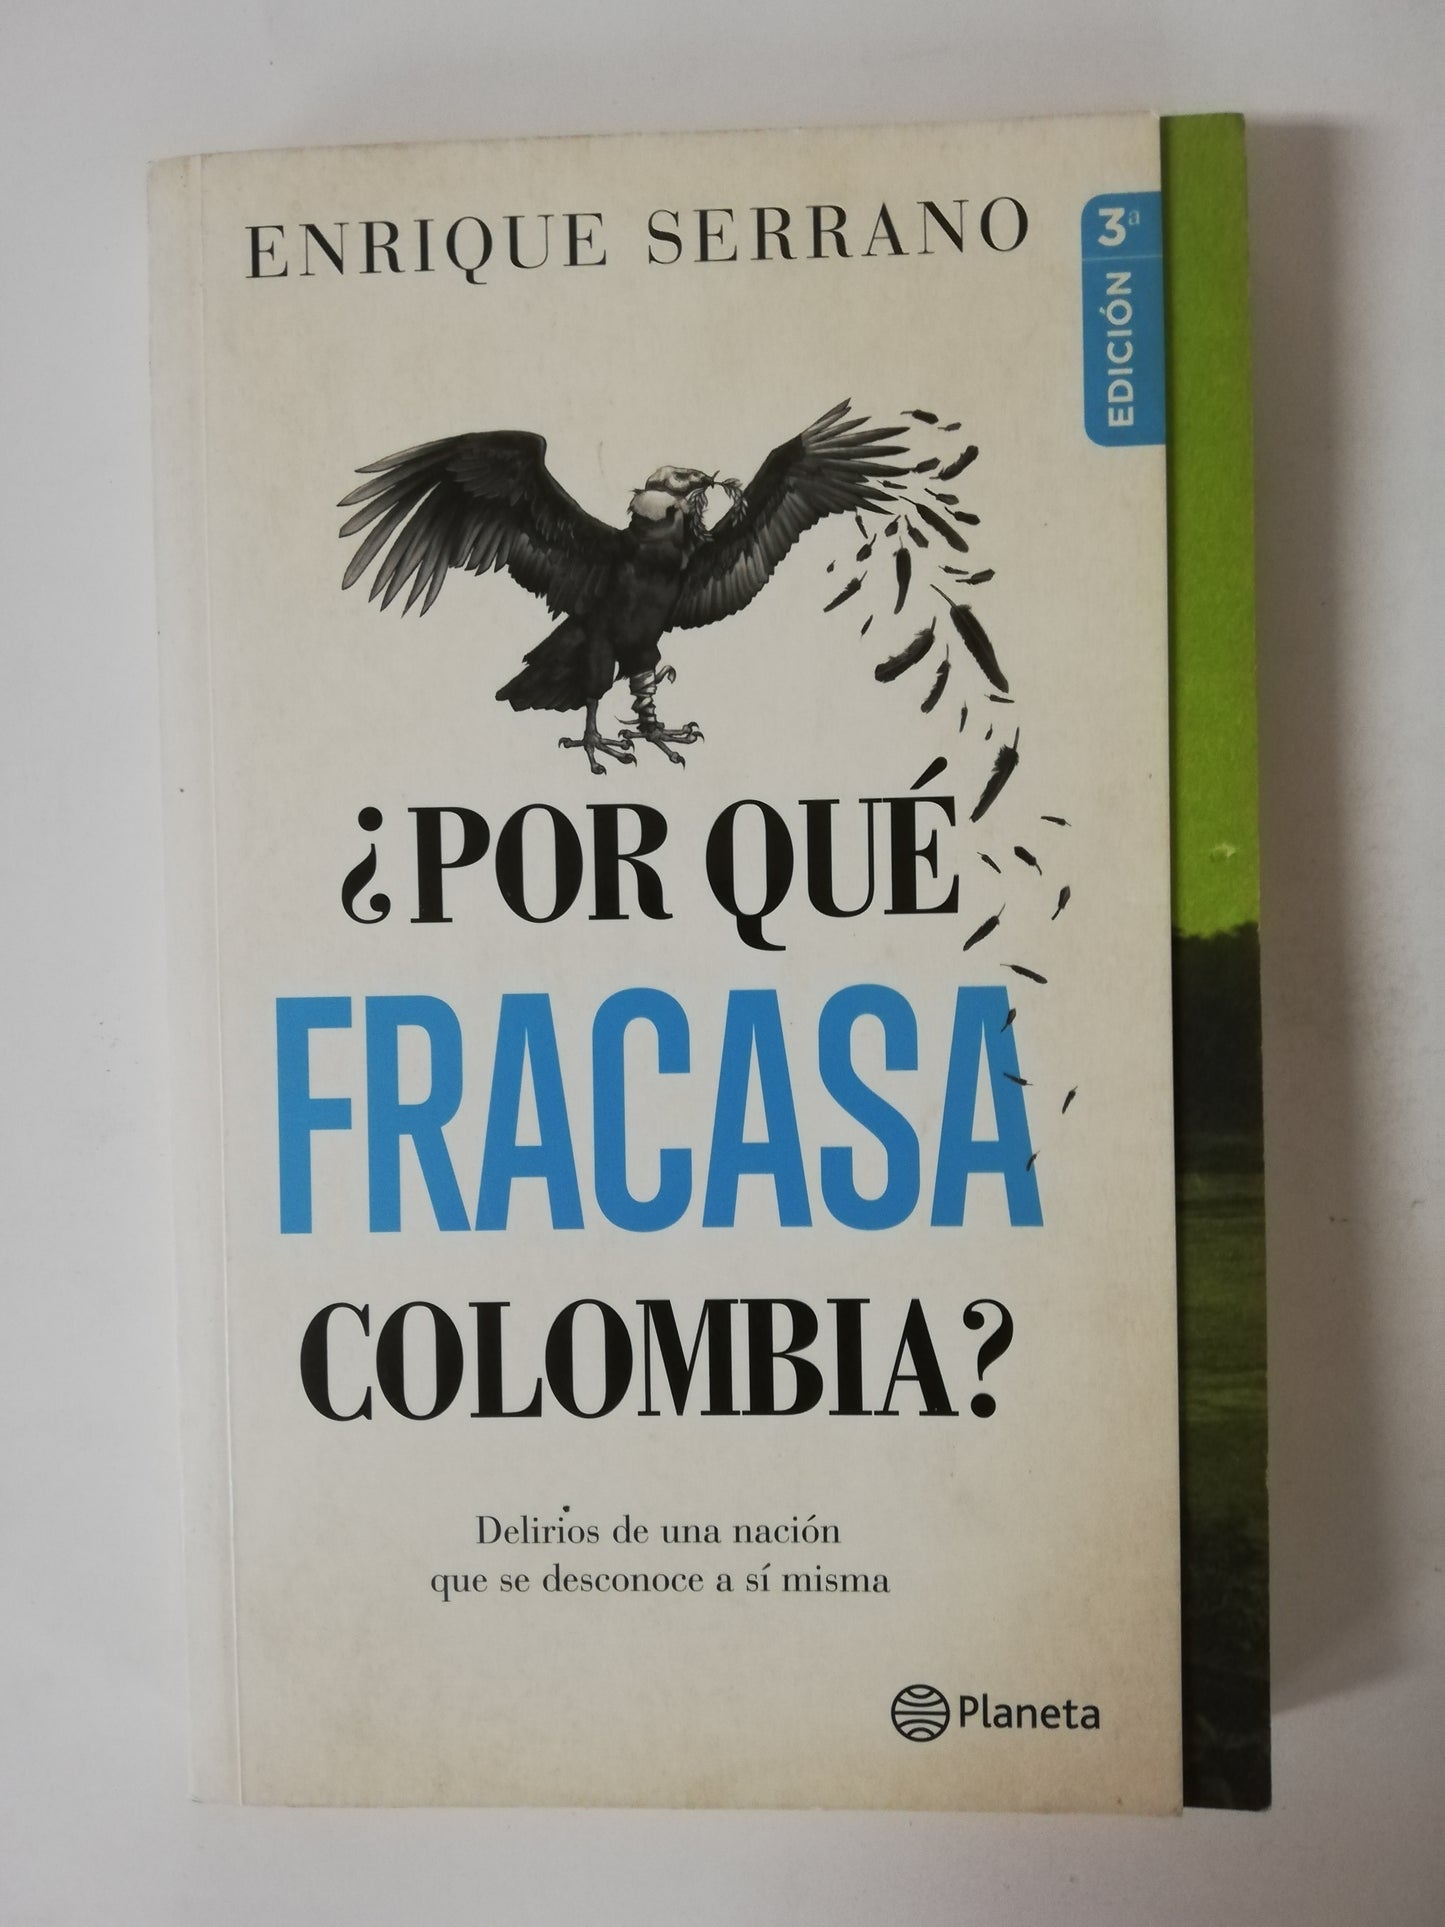 ENRIQUE SERRANO
3ª
EDICIÓN
¿POR QUÉ
FRACASA
COLOMBIA?
Delirios de una nación
que se desconoce a sí misma
Planeta